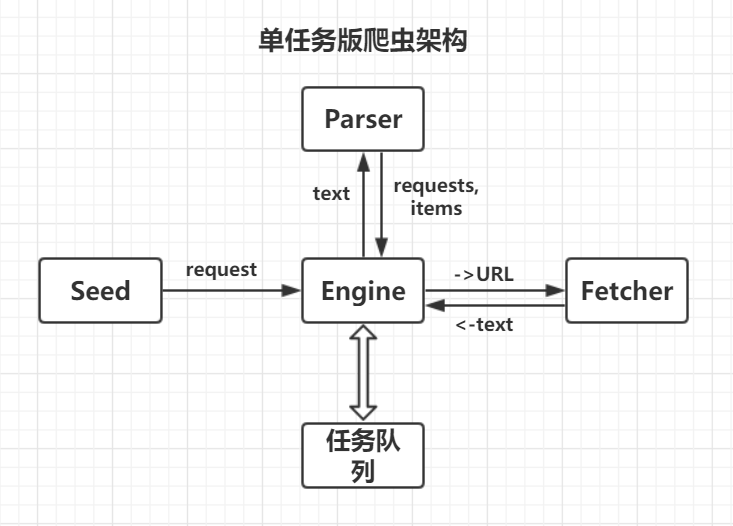 单任务版爬虫架构
Parser
text
requests,
items
Seed
request
Engine
->URL
<-text
Fetcher
任务队
列